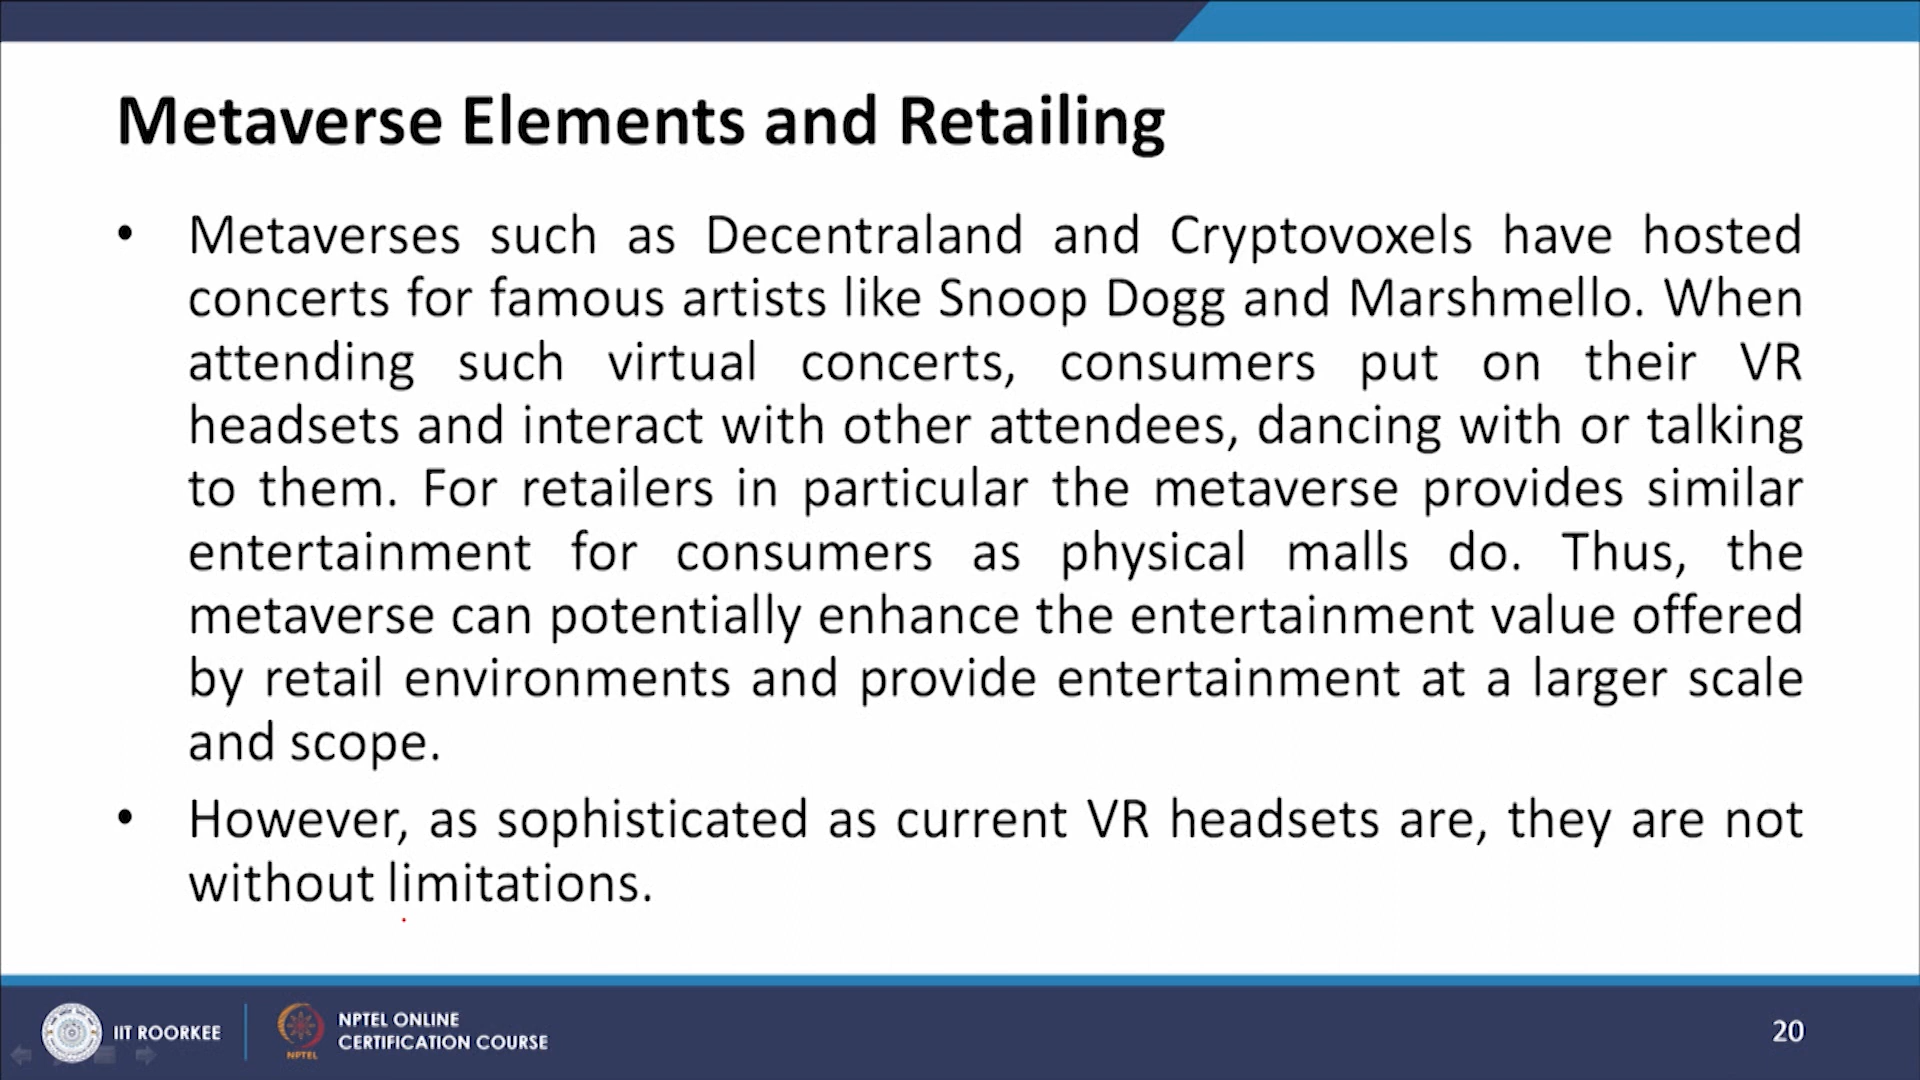 Metaverse Elements and Retailing
• Metaverses such as Decentraland and Cryptovoxels have hosted
concerts for famous artists like Snoop Dogg and Marshmello. When
attending such virtual concerts, consumers put on their VR
headsets and interact with other attendees, dancing with or talking
to them. For retailers in particular the metaverse provides similar
entertainment for consumers as physical malls do. Thus, the
metaverse can potentially enhance the entertainment value offered
by retail environments and provide entertainment at a larger scale
and scope.
• However, as sophisticated as current VR headsets are, they are not
without limitations.
IIT ROORKEE
NPTEL
NPTEL ONLINE
CERTIFICATION COURSE
20